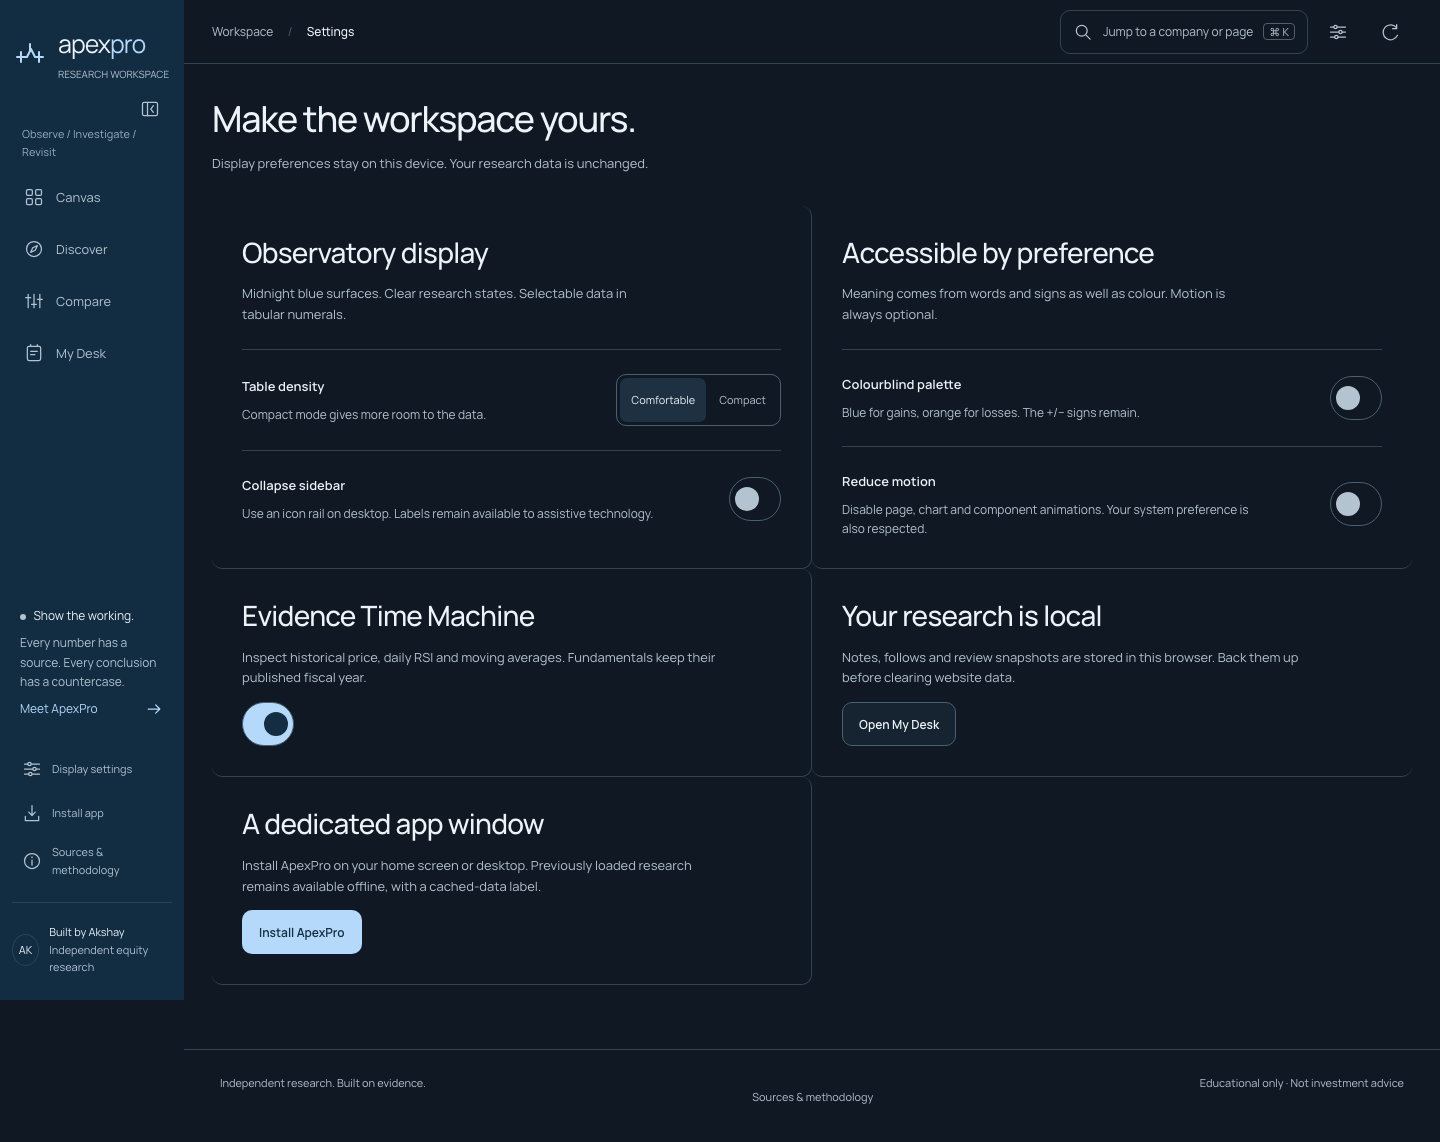 apexpro
RESEARCH WORKSPACE
Observe / Investigate /
Revisit
Canvas
Discover
Compare
My Desk
Show the working.
Every number has a
source. Every conclusion
has a countercase.
Meet ApexPro
Display settings
Install app
Sources &
methodology
AK
Built by Akshay
Independent equity
research
Workspace / Settings
Jump to a company or page ⌘ K
Make the workspace yours.
Display preferences stay on this device. Your research data is unchanged.
Observatory display
Midnight blue surfaces. Clear research states. Selectable data in
tabular numerals.
Table density
Compact mode gives more room to the data.
Comfortable Compact
Collapse sidebar
Use an icon rail on desktop. Labels remain available to assistive technology.
Accessible by preference
Meaning comes from words and signs as well as colour. Motion is
always optional.
Colourblind palette
Blue for gains, orange for losses. The +/− signs remain.
Reduce motion
Disable page, chart and component animations. Your system preference is
also respected.
Evidence Time Machine
Inspect historical price, daily RSI and moving averages. Fundamentals keep their
published fiscal year.
Your research is local
Notes, follows and review snapshots are stored in this browser. Back them up
before clearing website data.
Open My Desk
A dedicated app window
Install ApexPro on your home screen or desktop. Previously loaded research
remains available offline, with a cached-data label.
Install ApexPro
Independent research. Built on evidence.
Sources & methodology
Educational only · Not investment advice